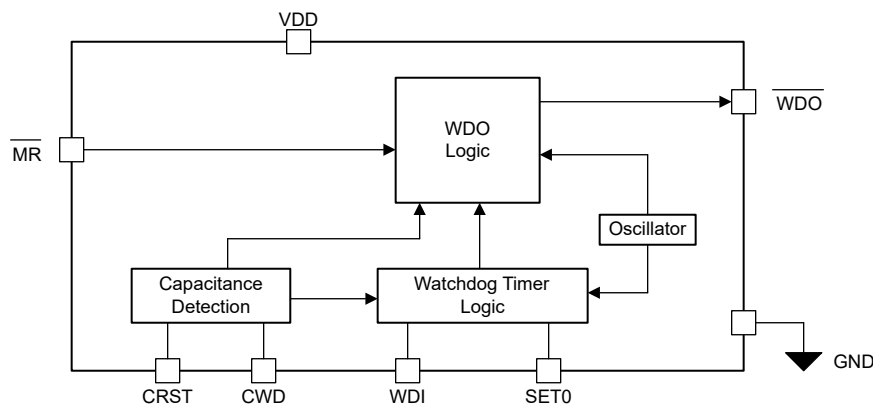 VDD
WDO
MR
WDO
Logic
Oscillator
Capacitance
Detection
Watchdog Timer
Logic
GND
CRST
CWD
WDI
SET0